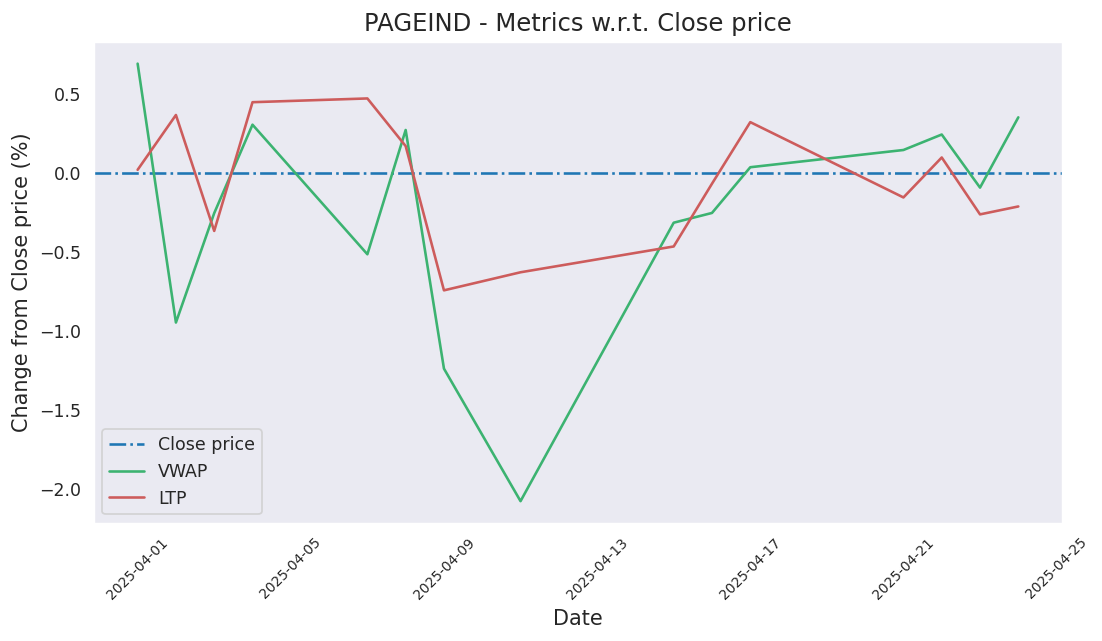 PAGEIND - Metrics w.r.t. Close price
Change from Close price (%)
0.5
0.0
−0.5
−1.0
−1.5
−2.0
Close price
VWAP
LTP
2025-04-01
2025-04-05
2025-04-09
2025-04-13
2025-04-17
2025-04-21
2025-04-25
Date